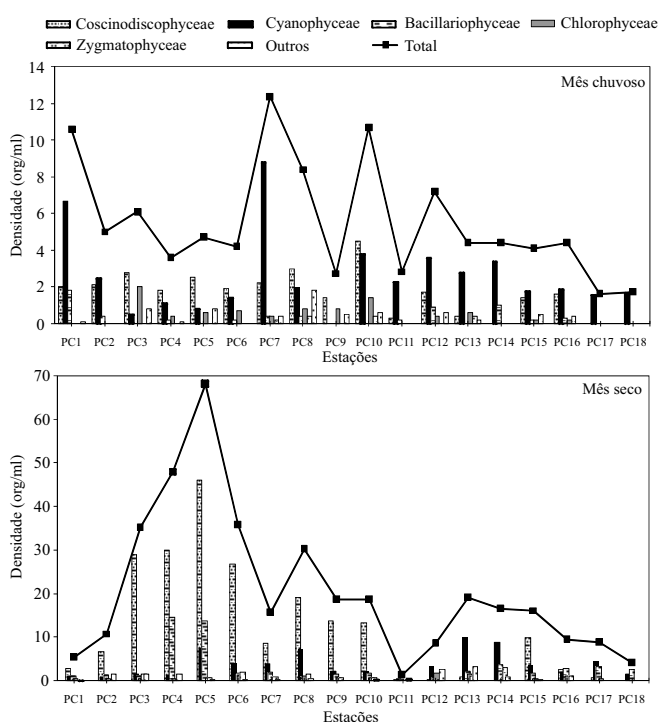 Coscinodiscophyceae Cyanophyceae Bacillariophyceae Chlorophyceae
Zygmatophyceae Outros Total
Mês chuvoso
Densidade (org/ml)
14
12
10
8
6
4
2
0
PC1 PC2 PC3 PC4 PC5 PC6 PC7 PC8 PC9 PC10 PC11 PC12 PC13 PC14 PC15 PC16 PC17 PC18
Estações
Mês seco
Densidade (org/ml)
70
60
50
40
30
20
10
0
PC1 PC2 PC3 PC4 PC5 PC6 PC7 PC8 PC9 PC10 PC11 PC12 PC13 PC14 PC15 PC16 PC17 PC18
Estações